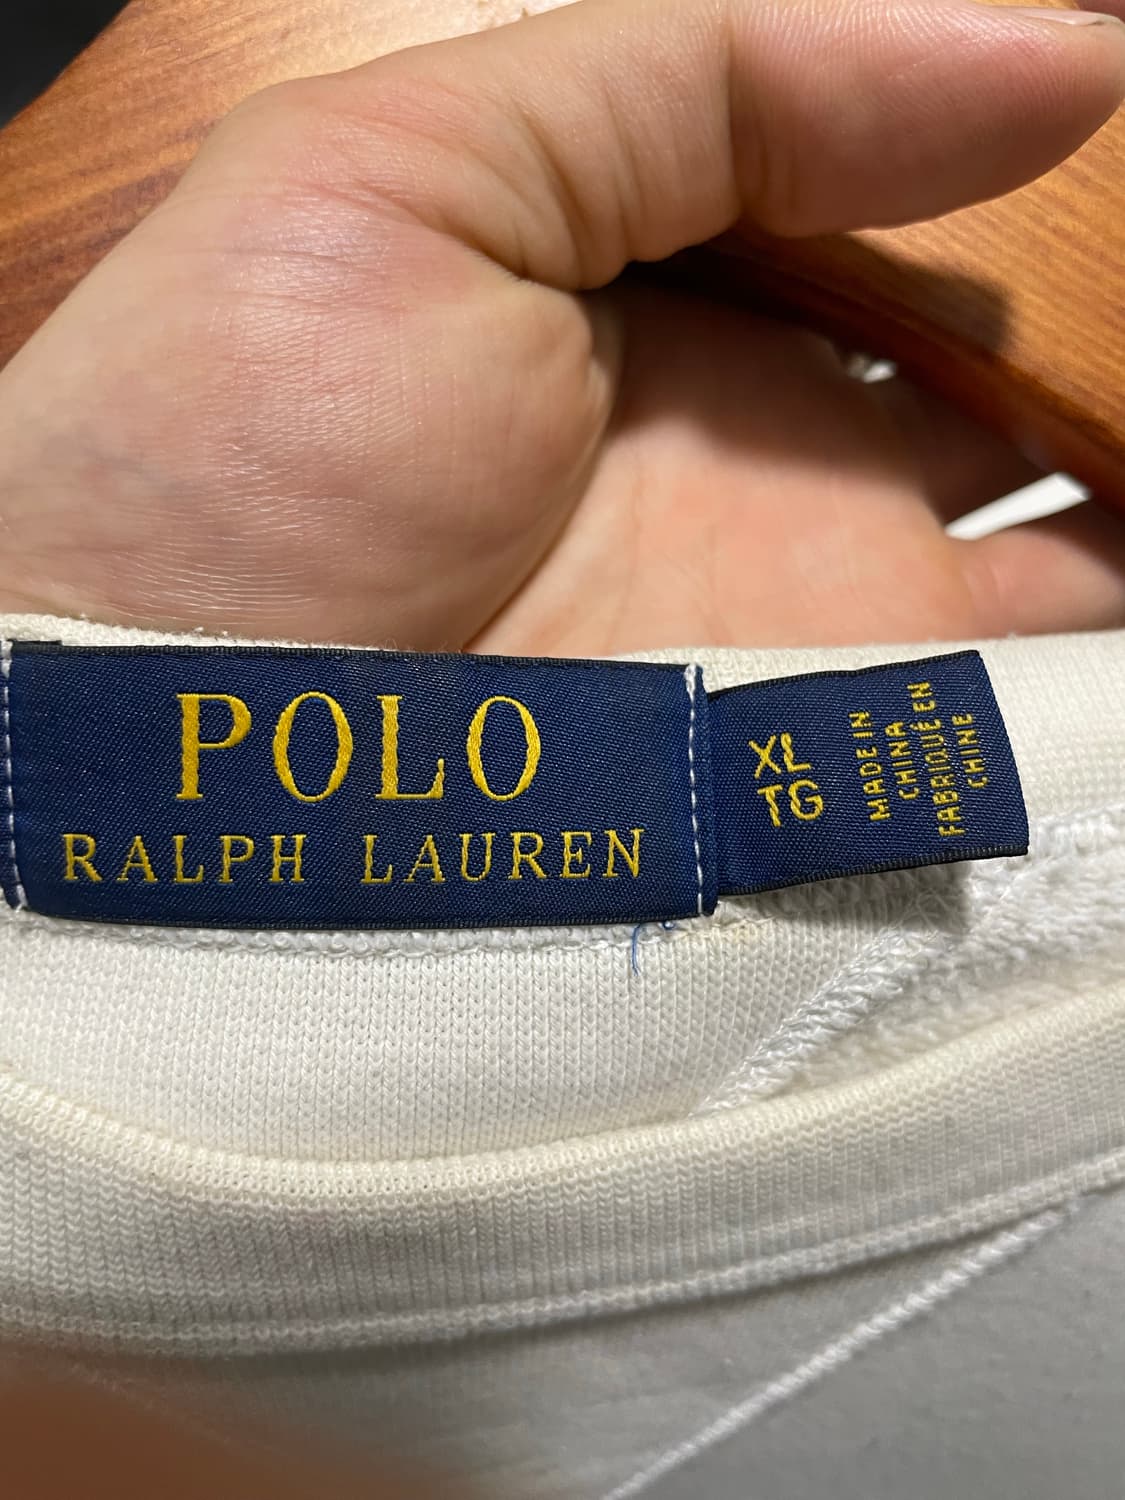 POLO
RALPH LAUREN
XL
TG
MADE IN
CHINA
FABRIQUÉ EN
CHINE